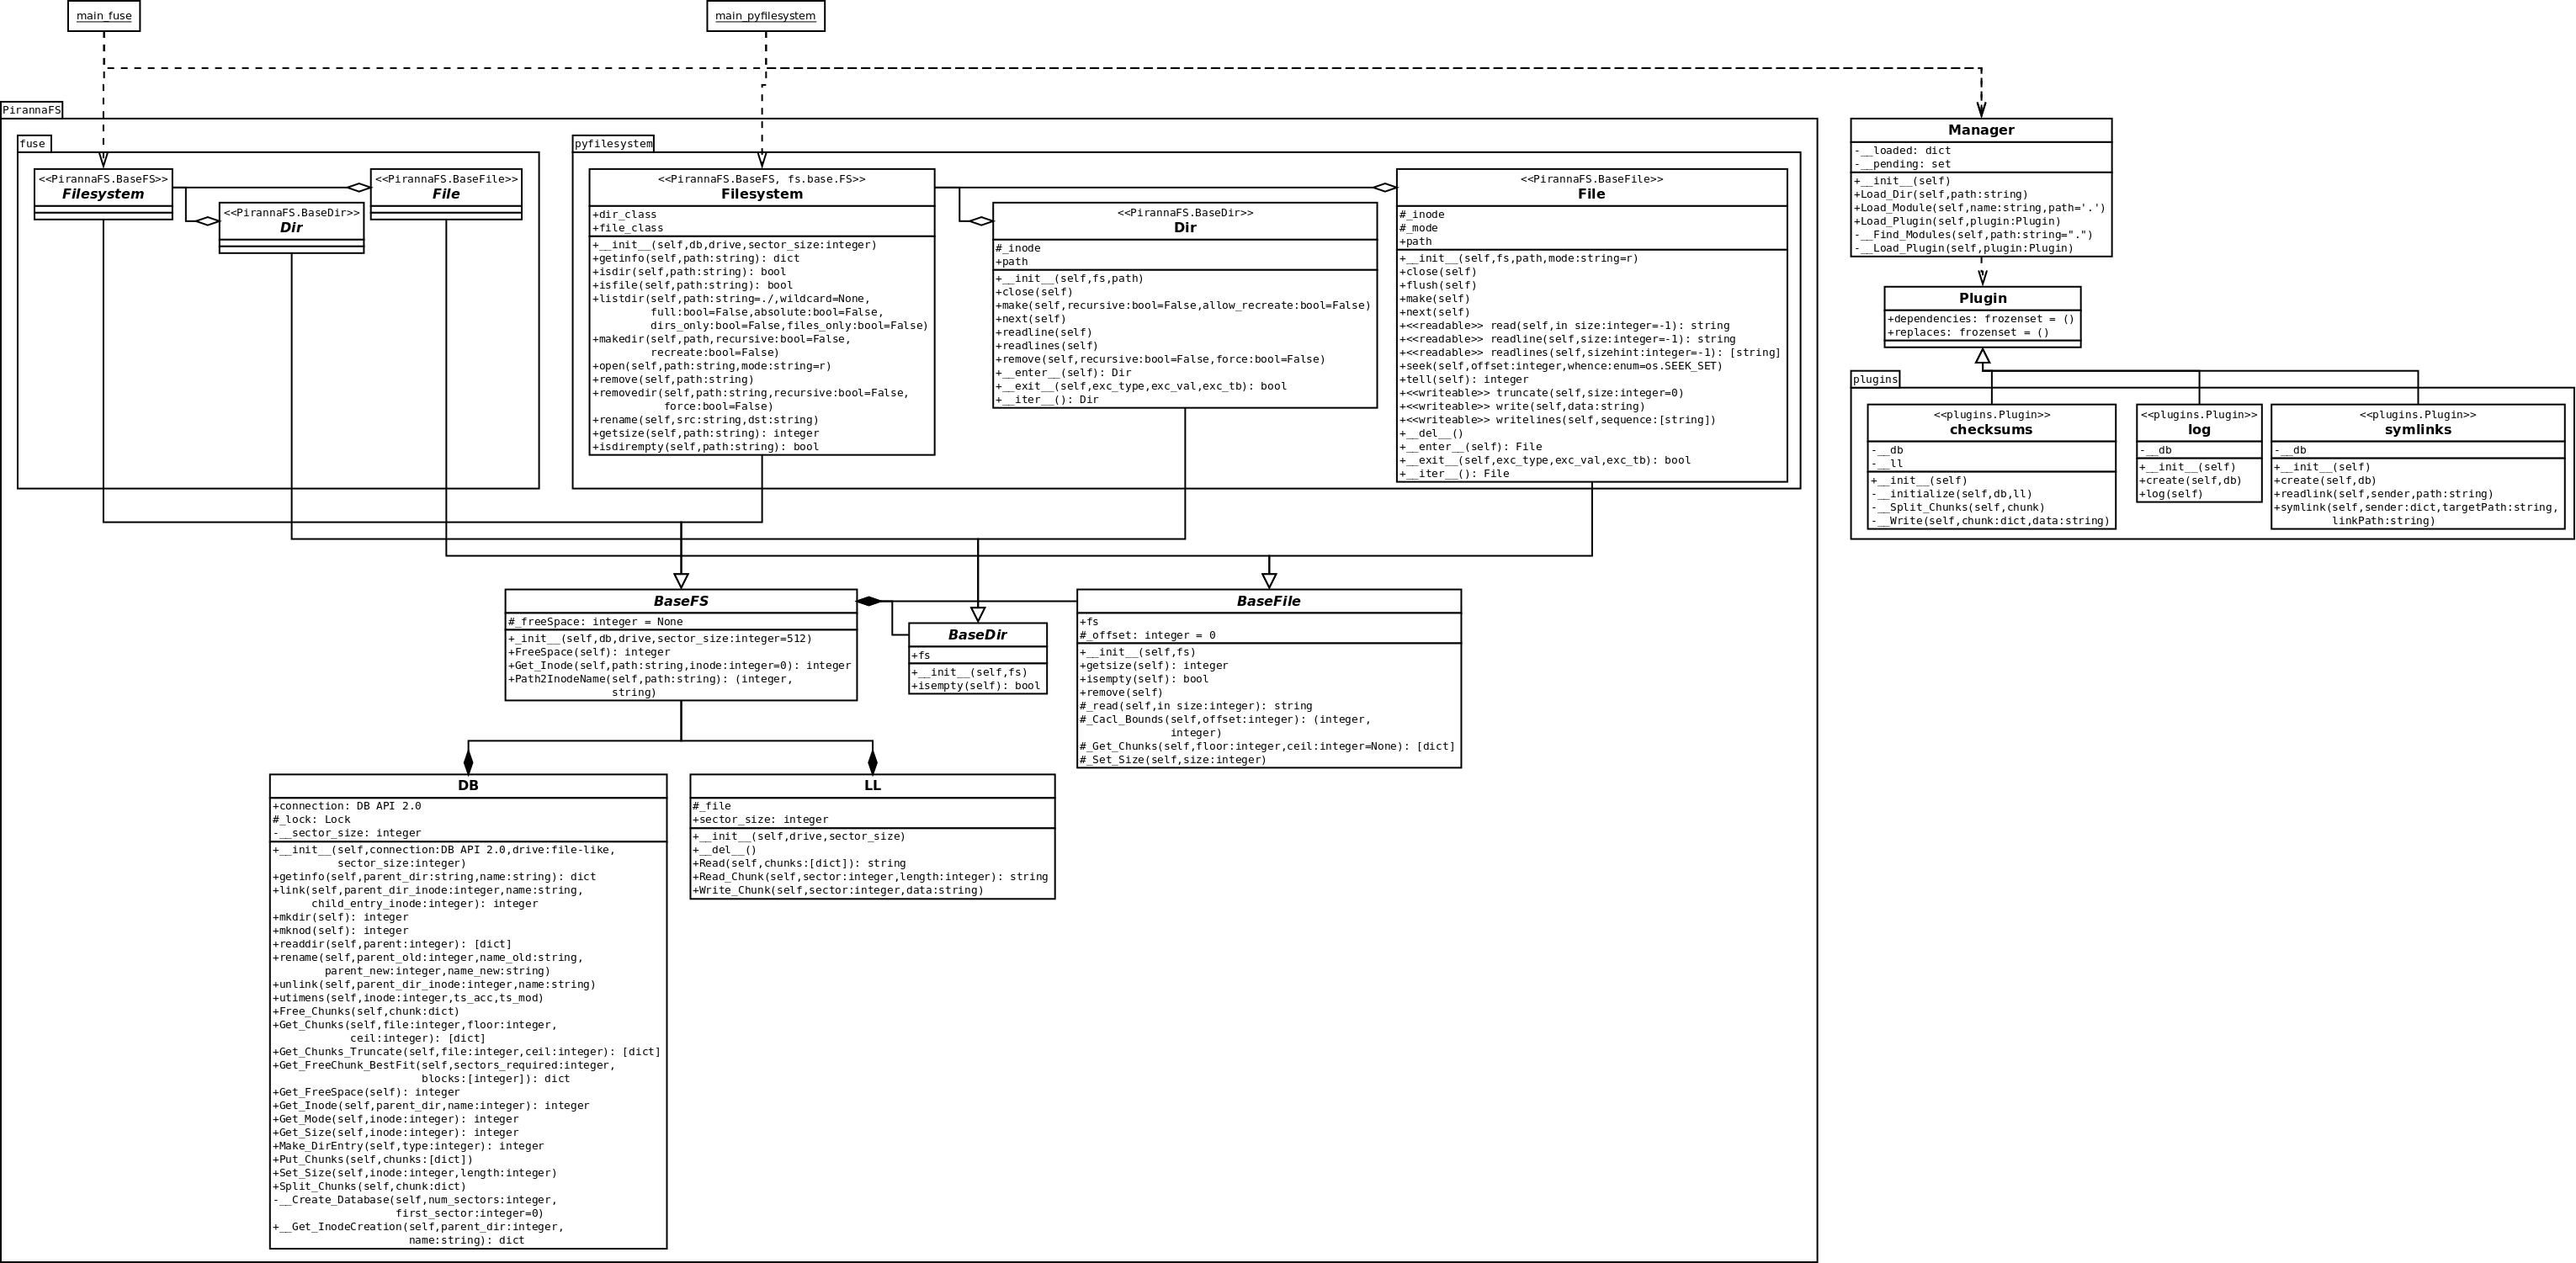 main_fuse
main_pyfilesystem
PirannaFS
fuse
<<PirannaFS.BaseFS>>
Filesystem
<<PirannaFS.BaseDir>>
Dir
<<PirannaFS.BaseFile>>
File
pyfilesystem
<<PirannaFS.BaseFS, fs.base.FS>>
Filesystem
+dir_class
+file_class
+__init__(self,db,drive,sector_size:integer)
+getinfo(self,path:string): dict
+isdir(self,path:string): bool
+isfile(self,path:string): bool
+listdir(self,path:string=./,wildcard=None,
full:bool=False,absolute:bool=False,
dirs_only:bool=False,files_only:bool=False)
+makedir(self,path,recursive:bool=False,
recreate:bool=False)
+open(self,path:string,mode:string=r)
+remove(self,path:string)
+removedir(self,path:string,recursive:bool=False,
force:bool=False)
+rename(self,src:string,dst:string)
+getsize(self,path:string): integer
+isdirempty(self,path:string): bool
<<PirannaFS.BaseDir>>
Dir
#_inode
+path
+__init__(self,fs,path)
+close(self)
+make(self,recursive:bool=False,allow_recreate:bool=False)
+next(self)
+readline(self)
+readlines(self)
+remove(self,recursive:bool=False,force:bool=False)
+__enter__(self): Dir
+__exit__(self,exc_type,exc_val,exc_tb): bool
+__iter__(): Dir
<<PirannaFS.BaseFile>>
File
#_inode
#_mode
+path
+__init__(self,fs,path,mode:string=r)
+close(self)
+flush(self)
+make(self)
+next(self)
+<<readable>> read(self,in size:integer=-1): string
+<<readable>> readline(self,size:integer=-1): string
+<<readable>> readlines(self,sizehint:integer=-1): [string]
+seek(self,offset:integer,whence:enum=os.SEEK_SET)
+tell(self): integer
+<<writeable>> truncate(self,size:integer=0)
+<<writeable>> write(self,data:string)
+<<writeable>> writelines(self,sequence:[string])
+__del__()
+__enter__(self): File
+__exit__(self,exc_type,exc_val,exc_tb): bool
+__iter__(): File
Manager
-__loaded: dict
-__pending: set
+__init__(self)
+Load_Dir(self,path:string)
+Load_Module(self,name:string,path='.')
+Load_Plugin(self,plugin:Plugin)
-__Find_Modules(self,path:string=".")
-__Load_Plugin(self,plugin:Plugin)
Plugin
+dependencies: frozenset = ()
+replaces: frozenset = ()
plugins
<<plugins.Plugin>>
checksums
-__db
-__ll
+__init__(self)
-__initialize(self,db,ll)
-__Split_Chunks(self,chunk)
-__Write(self,chunk:dict,data:string)
<<plugins.Plugin>>
log
-__db
+__init__(self)
+create(self,db)
+log(self)
<<plugins.Plugin>>
symlinks
-__db
+__init__(self)
+create(self,db)
+readlink(self,sender,path:string)
+symlink(self,sender:dict,targetPath:string,
linkPath:string)
BaseFS
#_freeSpace: integer = None
+_init__(self,db,drive,sector_size:integer=512)
+FreeSpace(self): integer
+Get_Inode(self,path:string,inode:integer=0): integer
+Path2InodeName(self,path:string): (integer,
string)
BaseDir
+fs
+__init__(self,fs)
+isempty(self): bool
BaseFile
+fs
#_offset: integer = 0
+__init__(self,fs)
+getsize(self): integer
+isempty(self): bool
+remove(self)
#_read(self,in size:integer): string
#_Cacl_Bounds(self,offset:integer): (integer,
integer)
#_Get_Chunks(self,floor:integer,ceil:integer=None): [dict]
#_Set_Size(self,size:integer)
DB
+connection: DB API 2.0
#_lock: Lock
-__sector_size: integer
+__init__(self,connection:DB API 2.0,drive:file-like,
sector_size:integer)
+getinfo(self,parent_dir:string,name:string): dict
+link(self,parent_dir_inode:integer,name:string,
child_entry_inode:integer): integer
+mkdir(self): integer
+mknod(self): integer
+readdir(self,parent:integer): [dict]
+rename(self,parent_old:integer,name_old:string,
parent_new:integer,name_new:string)
+unlink(self,parent_dir_inode:integer,name:string)
+utimens(self,inode:integer,ts_acc,ts_mod)
+Free_Chunks(self,chunk:dict)
+Get_Chunks(self,file:integer,floor:integer,
ceil:integer): [dict]
+Get_Chunks_Truncate(self,file:integer,ceil:integer): [dict]
+Get_FreeChunk_BestFit(self,sectors_required:integer,
blocks:[integer]): dict
+Get_FreeSpace(self): integer
+Get_Inode(self,parent_dir,name:integer): integer
+Get_Mode(self,inode:integer): integer
+Get_Size(self,inode:integer): integer
+Make_DirEntry(self,type:integer): integer
+Put_Chunks(self,chunks:[dict])
+Set_Size(self,inode:integer,length:integer)
+Split_Chunks(self,chunk:dict)
-__Create_Database(self,num_sectors:integer,
first_sector:integer=0)
+__Get_InodeCreation(self,parent_dir:integer,
name:string): dict
LL
#_file
+sector_size: integer
+__init__(self,drive,sector_size)
+__del__()
+Read(self,chunks:[dict]): string
+Read_Chunk(self,sector:integer,length:integer): string
+Write_Chunk(self,sector:integer,data:string)